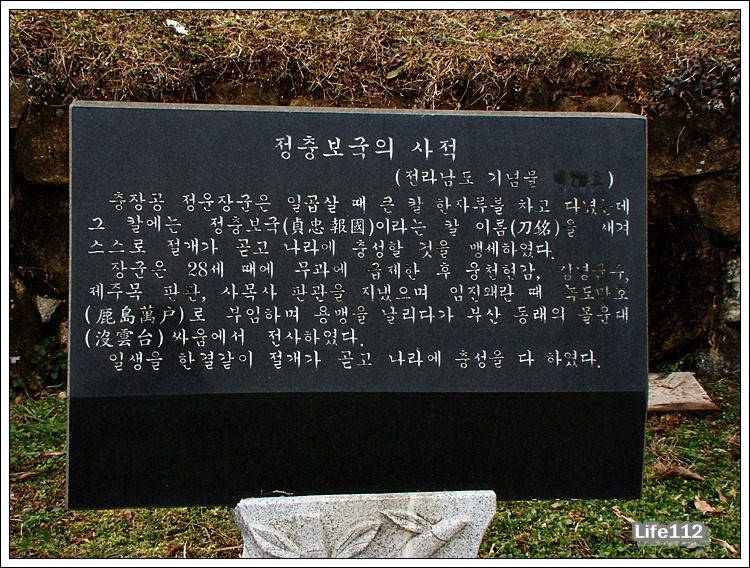 정충보국의 사적
(전라남도 기념물
충장공 정운장군은 일곱살 때 큰 칼 한자루를 차고 다녔는데
그 칼에는 정충보국(貞忠報國)이라는 칼 이름(刀銘)을 새겨
스스로 절개가 곧고 나라에 충성할 것을 맹세하였다.
장군은 28세 때에 무과에 급제한 후 웅천현감,
제주목 판관, 사목사 판관을 지냈으며 임진왜란 때 녹도만호
(鹿島萬戶)로 부임하며 용맹을 날리다가 부산 동래의 몰운대
(沒雲台)싸움에서 전사하였다.
일생을 한결같이 절개가 곧고 나라에 충성을 다 하였다.
Life112